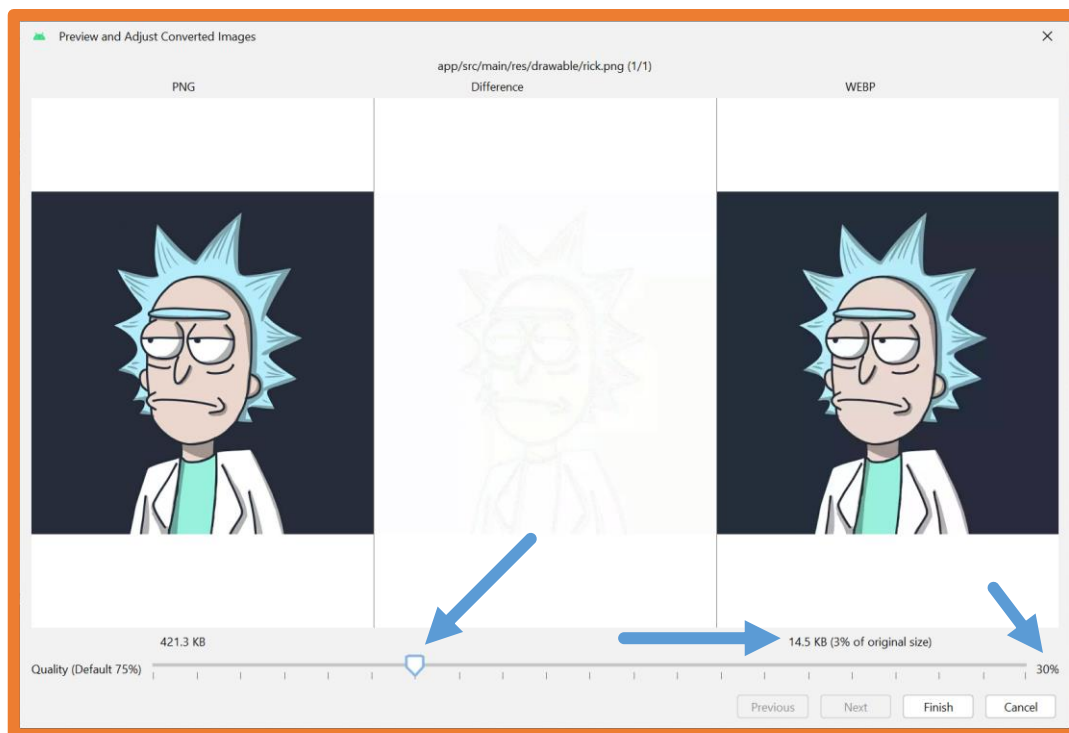 Preview and Adjust Converted Images
app/src/main/res/drawable/rick.png (1/1)
PNG Difference WEBP
421.3 KB 14.5 KB (3% of original size)
Quality (Default 75%) 30%
Previous Next Finish Cancel